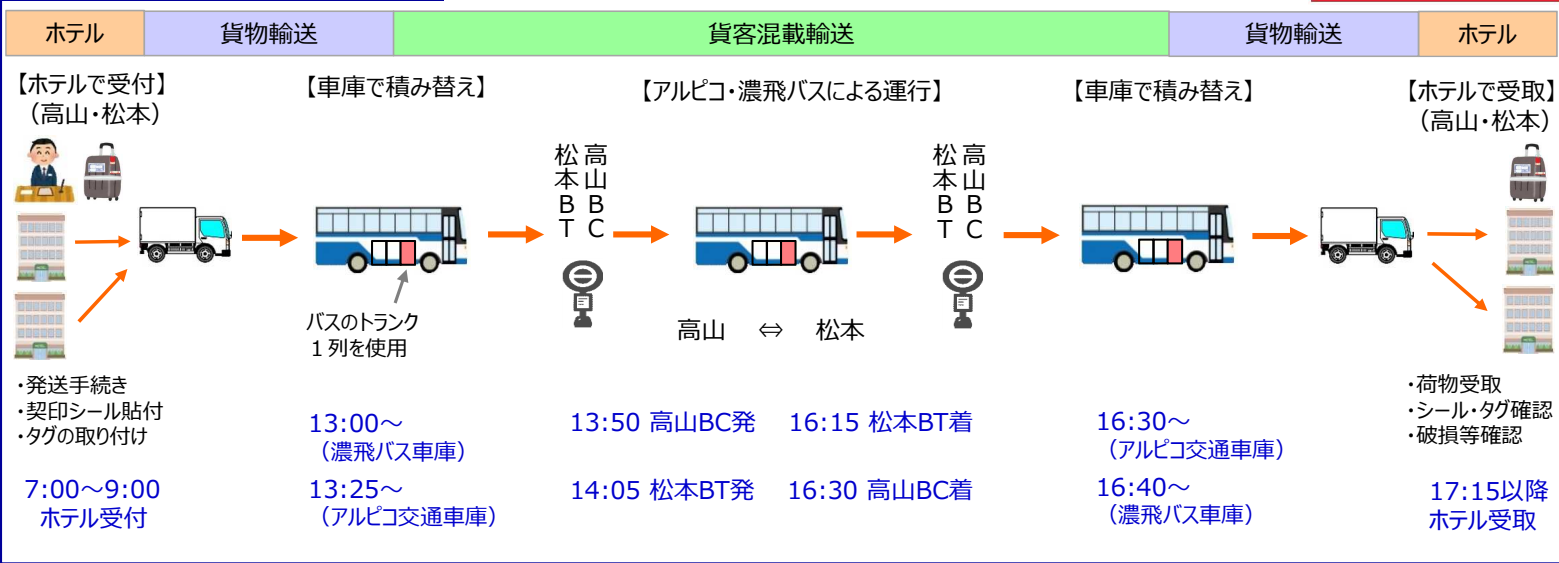 ホテル
貨物輸送
貨客混載輸送
貨物輸送
ホテル
【ホテルで受付】
（高山・松本）
【車庫で積み替え】
【アルピコ・濃飛バスによる運行】
【車庫で積み替え】
【ホテルで受取】
（高山・松本）
高山BC
松本BT
高山BC
松本BT
バスのトランク
１列を使用
高山　⇔　松本
・発送手続き
・契印シール貼付
・タグの取り付け
・荷物受取
・シール・タグ確認
・破損等確認
7:00～9:00
ホテル受付
13:00～
（濃飛バス車庫）
13:25～
（アルピコ交通車庫）
13:50 高山BC発　16:15 松本BT着
14:05 松本BT発　16:30 高山BC着
16:30～
（アルピコ交通車庫）
16:40～
（濃飛バス車庫）
17:15以降
ホテル受取